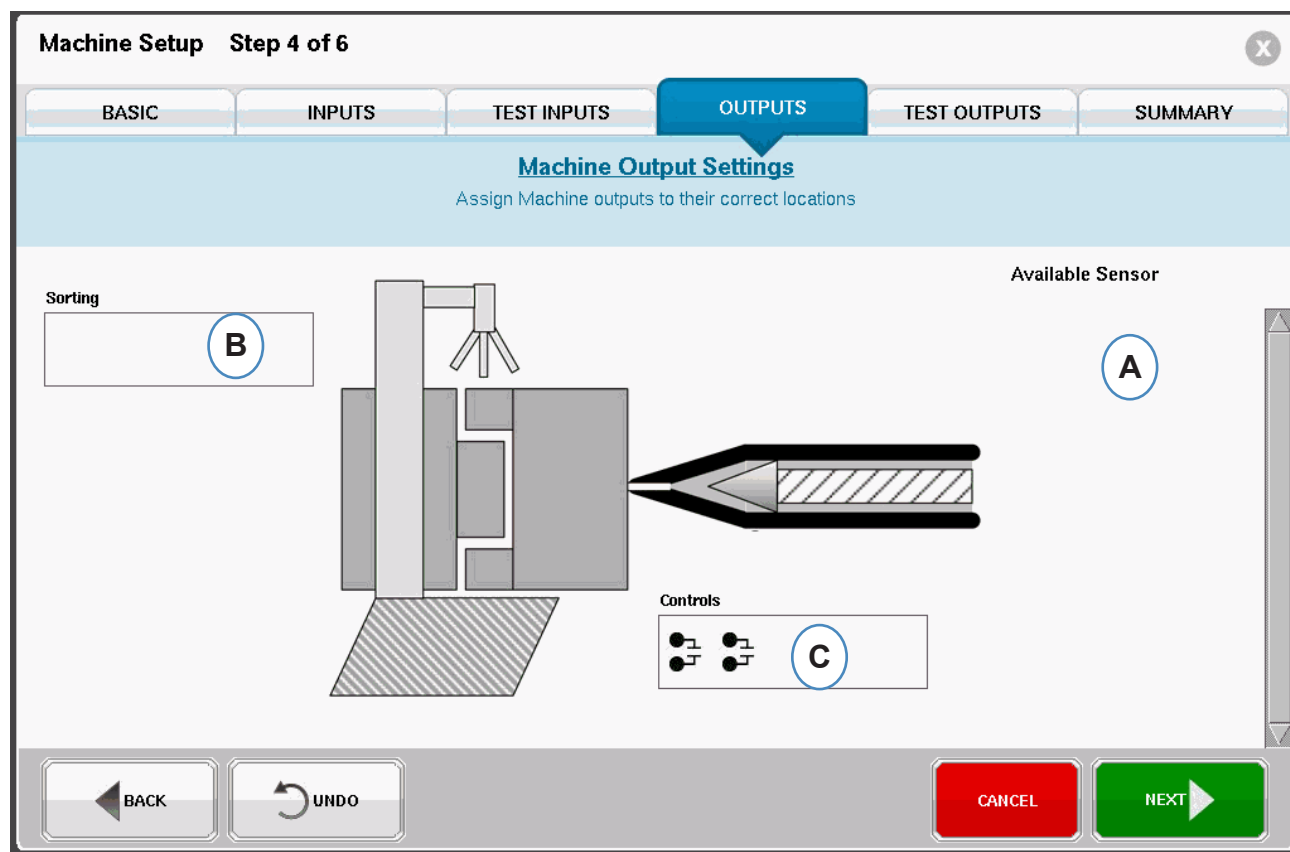 Machine Setup Step 4 of 6
X
BASIC INPUTS TEST INPUTS OUTPUTS TEST OUTPUTS SUMMARY
Machine Output Settings
Assign Machine outputs to their correct locations
Available Sensor
Sorting
B
A
Controls
C
BACK UNDO CANCEL NEXT